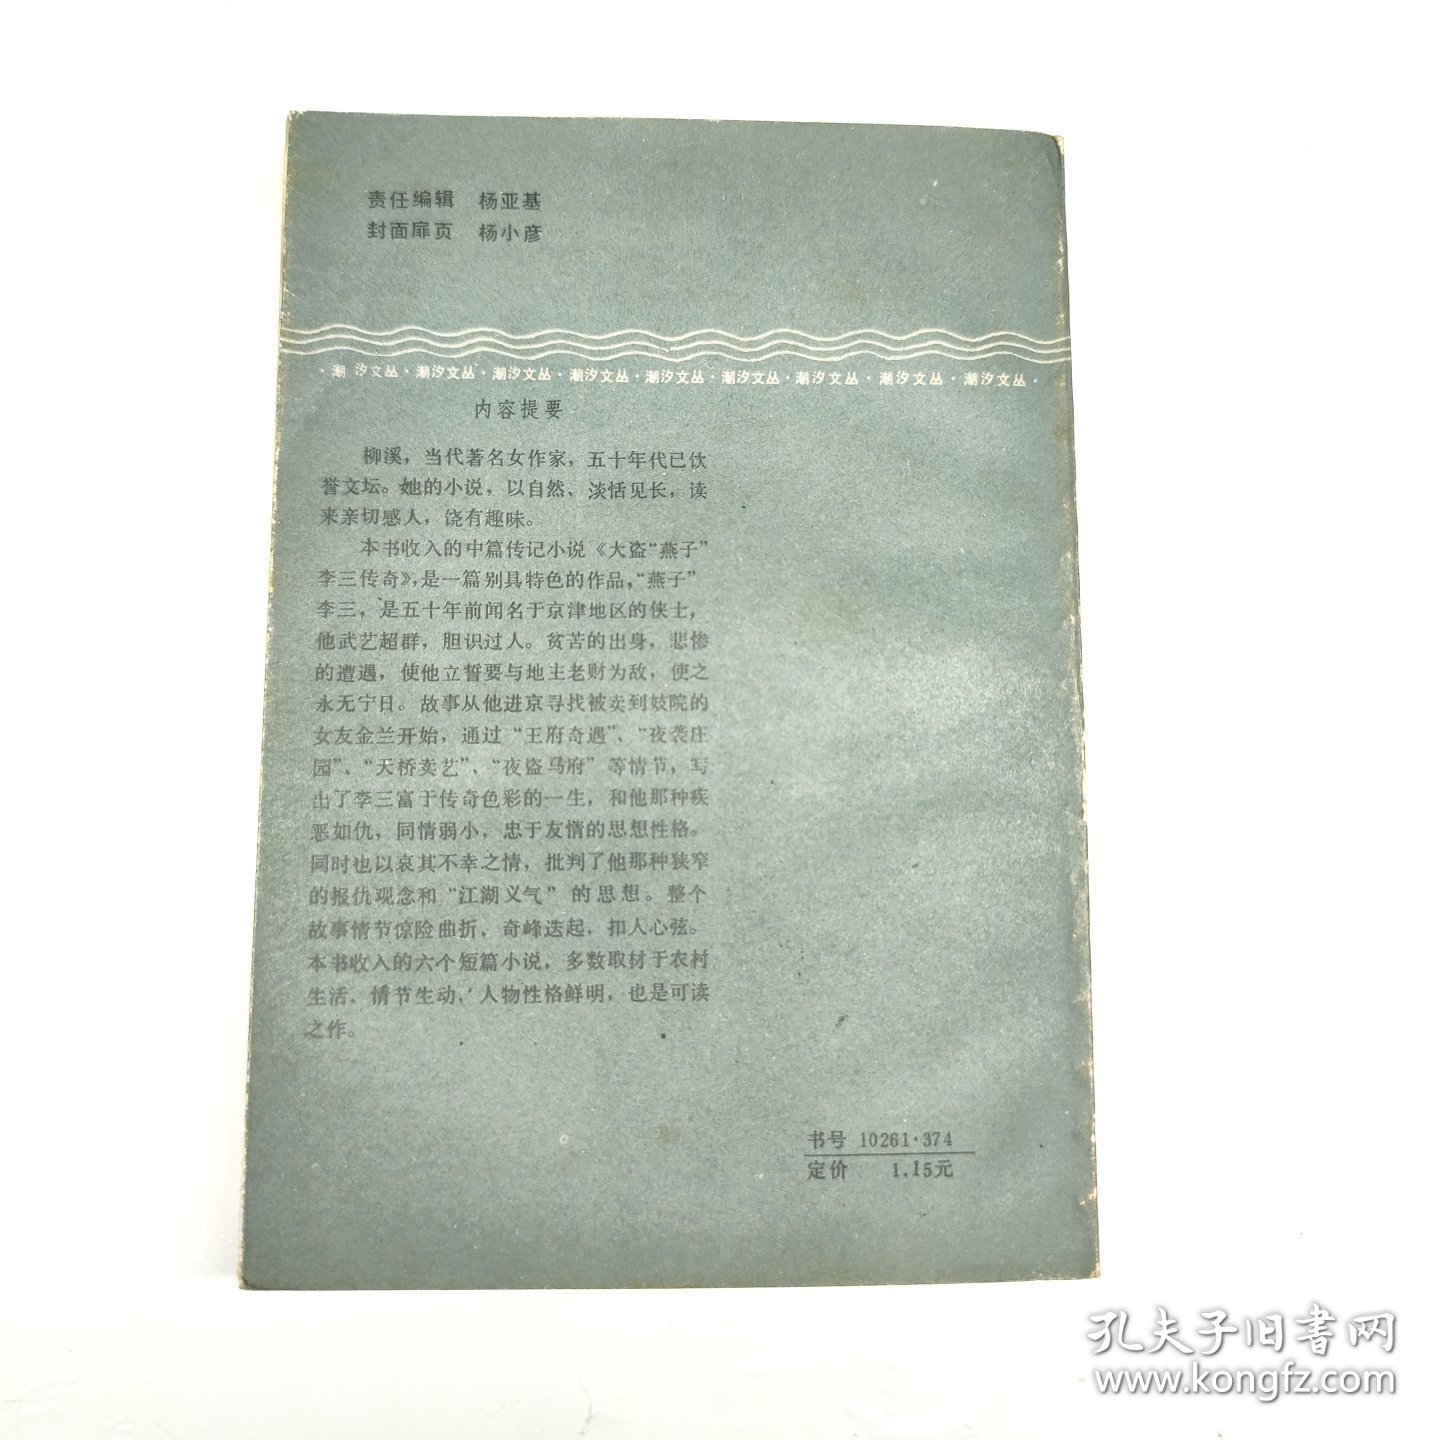 责任编辑 杨亚基
封面扉页 杨小彦
·潮汐文丛·潮汐文丛·潮汐文丛·潮汐文丛·潮汐文丛·潮汐文丛·潮汐文丛·潮汐文丛·潮汐文丛·
内容提要
柳溪，当代著名女作家，五十年代已饮
誉文坛。她的小说，以自然、淡恬见长，读
来亲切感人，饶有趣味。
本书收入的中篇传记小说《大盗“燕子”
李三传奇》，是一篇别具特色的作品，“燕子”
李三，是五十年前闻名于京津地区的侠士，
他武艺超群，胆识过人。贫苦的出身，悲惨
的遭遇，使他立誓要与地主老财为敌，使之
永无宁日。故事从他进京寻找被卖到妓院的
女友金兰开始，通过“王府奇遇”、“夜袭庄
园”、“天桥卖艺”、“夜盗马府”等情节，写
出了李三富于传奇色彩的一生，和他那种疾
恶如仇，同情弱小，忠于友情的思想性格。
同时也以哀其不幸之情，批判了他那种狭窄
的报仇观念和“江湖义气”的思想。整个
故事情节惊险曲折，奇峰迭起，扣人心弦。
本书收入的六个短篇小说，多数取材于农村
生活，情节生动，人物性格鲜明，也是可读
之作。
书号 10261·374
定价 1.15元
孔夫子旧书网
www.kongfz.com